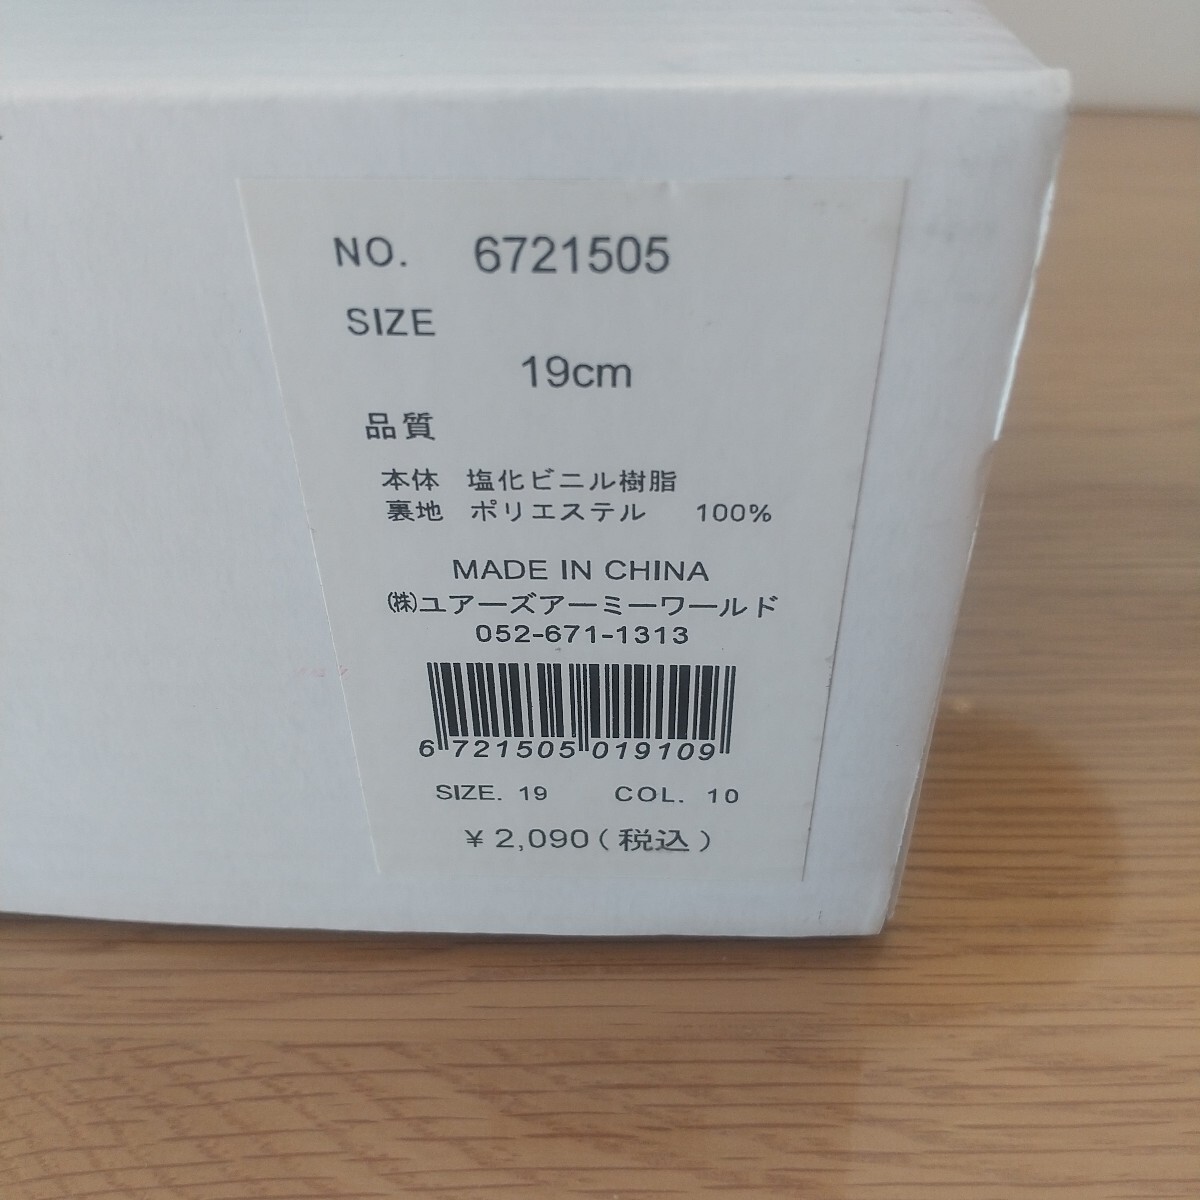 NO. 6721505
SIZE
19cm
品質
本体 塩化ビニル樹脂
裏地 ポリエステル 100%
MADE IN CHINA
㈱ユアーズアーミーワールド
052-671-1313
6 721505 019109
SIZE. 19 COL. 10
¥ 2,090 (税込)